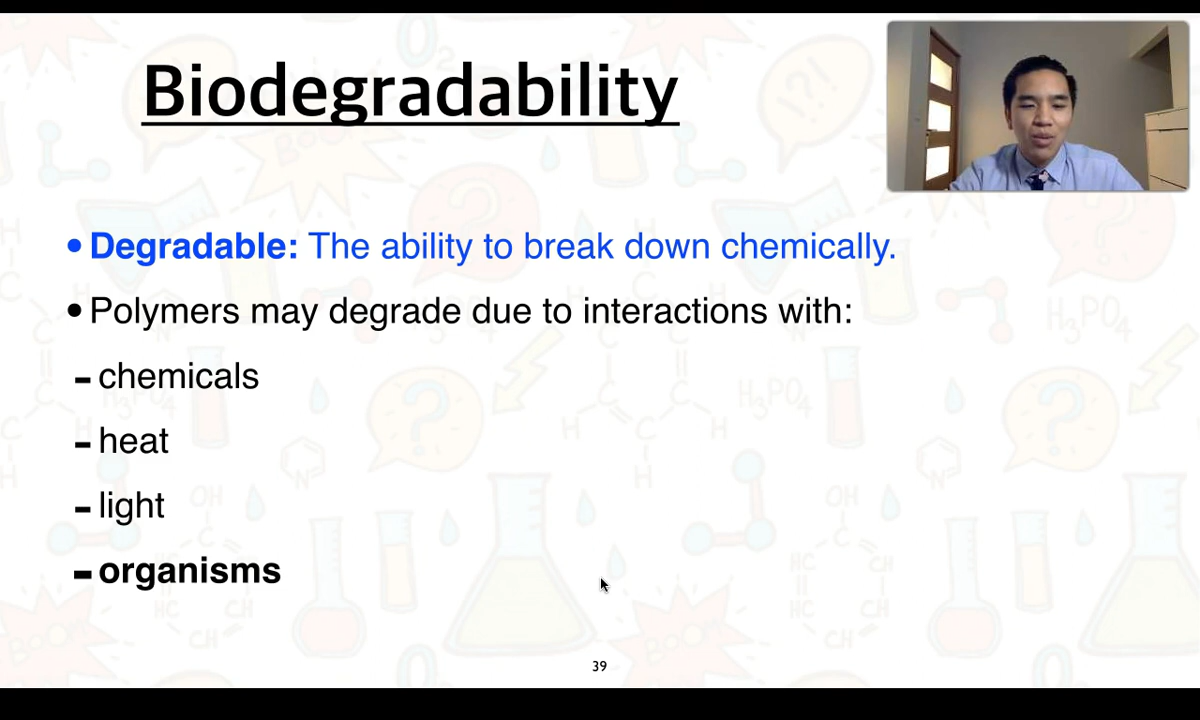 Biodegradability
• Degradable: The ability to break down chemically.
• Polymers may degrade due to interactions with:
- chemicals
- heat
- light
- organisms
39